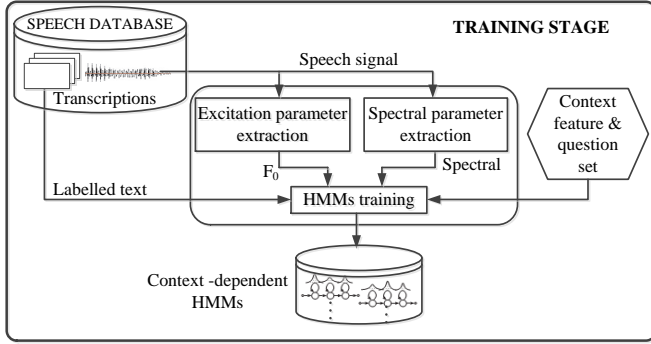 SPEECH DATABASE
TRAINING STAGE
Speech signal
Transcriptions
Excitation parameter
extraction
Spectral parameter
extraction
Context
feature &
question
set
F₀
Spectral
Labelled text
HMMs training
Context -dependent
HMMs